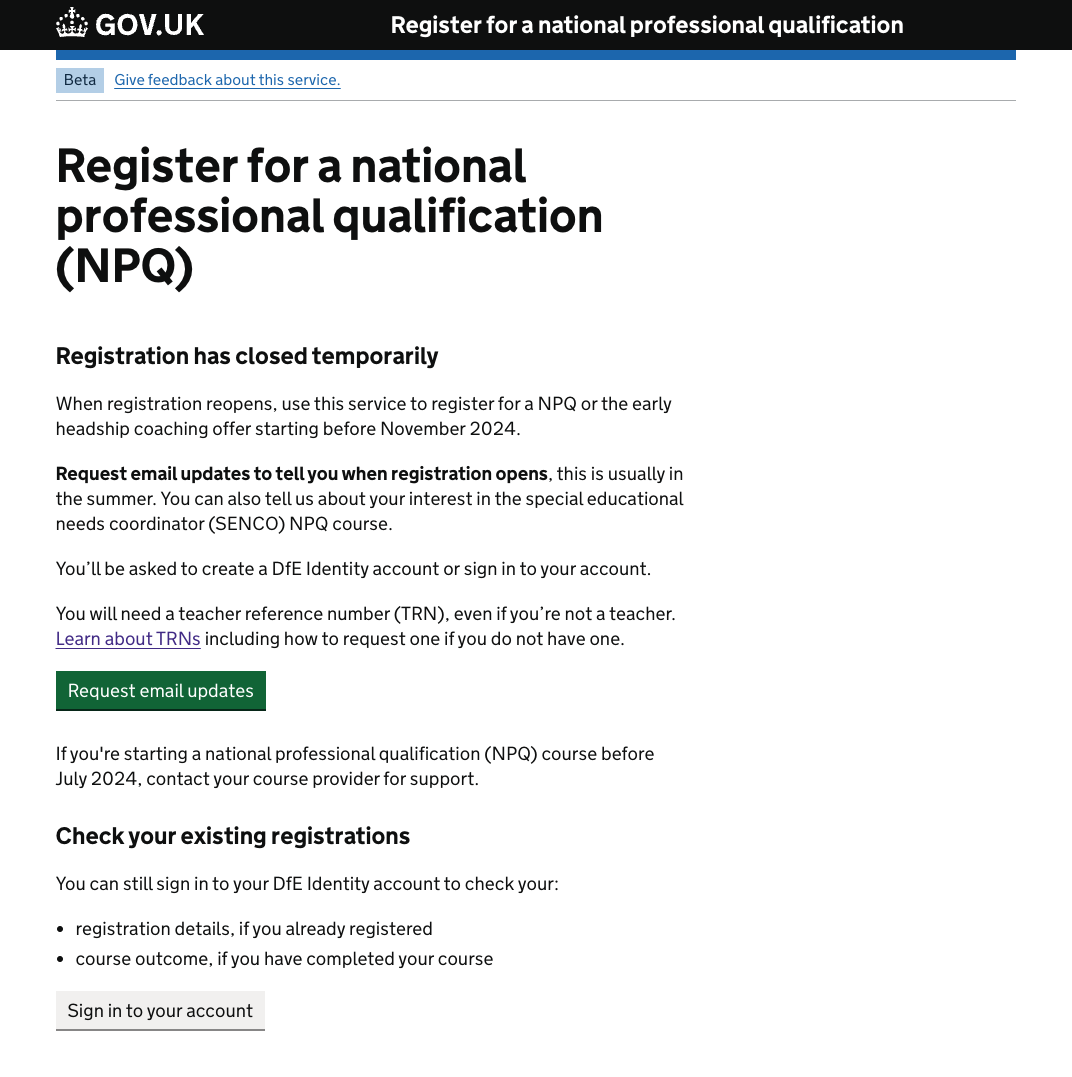 GOV.UK
Register for a national professional qualification
Beta
Give feedback about this service.
Register for a national
professional qualification
(NPQ)
Registration has closed temporarily
When registration reopens, use this service to register for a NPQ or the early
headship coaching offer starting before November 2024.
Request email updates to tell you when registration opens, this is usually in
the summer. You can also tell us about your interest in the special educational
needs coordinator (SENCO) NPQ course.
You’ll be asked to create a DfE Identity account or sign in to your account.
You will need a teacher reference number (TRN), even if you’re not a teacher.
Learn about TRNs including how to request one if you do not have one.
Request email updates
If you're starting a national professional qualification (NPQ) course before
July 2024, contact your course provider for support.
Check your existing registrations
You can still sign in to your DfE Identity account to check your:
• registration details, if you already registered
• course outcome, if you have completed your course
Sign in to your account